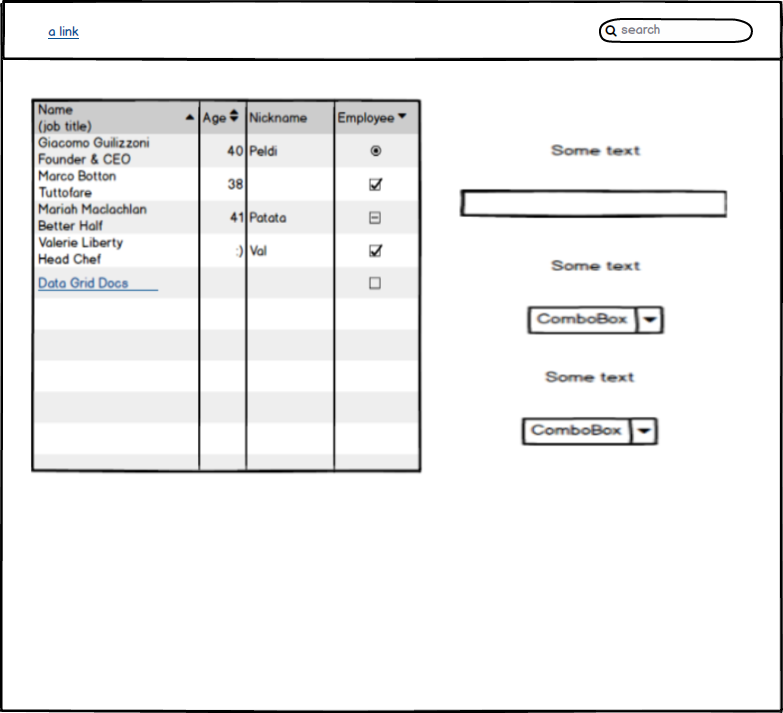 a link
search
Name
(job title)
Age
Nickname
Employee
Giacomo Guilizzoni
Founder & CEO
40
Peldi
Marco Botton
Tuttofare
38
Mariah Maclachlan
Better Half
41
Patata
Valerie Liberty
Head Chef
:)
Val
Data Grid Docs
Some text
Some text
ComboBox
Some text
ComboBox